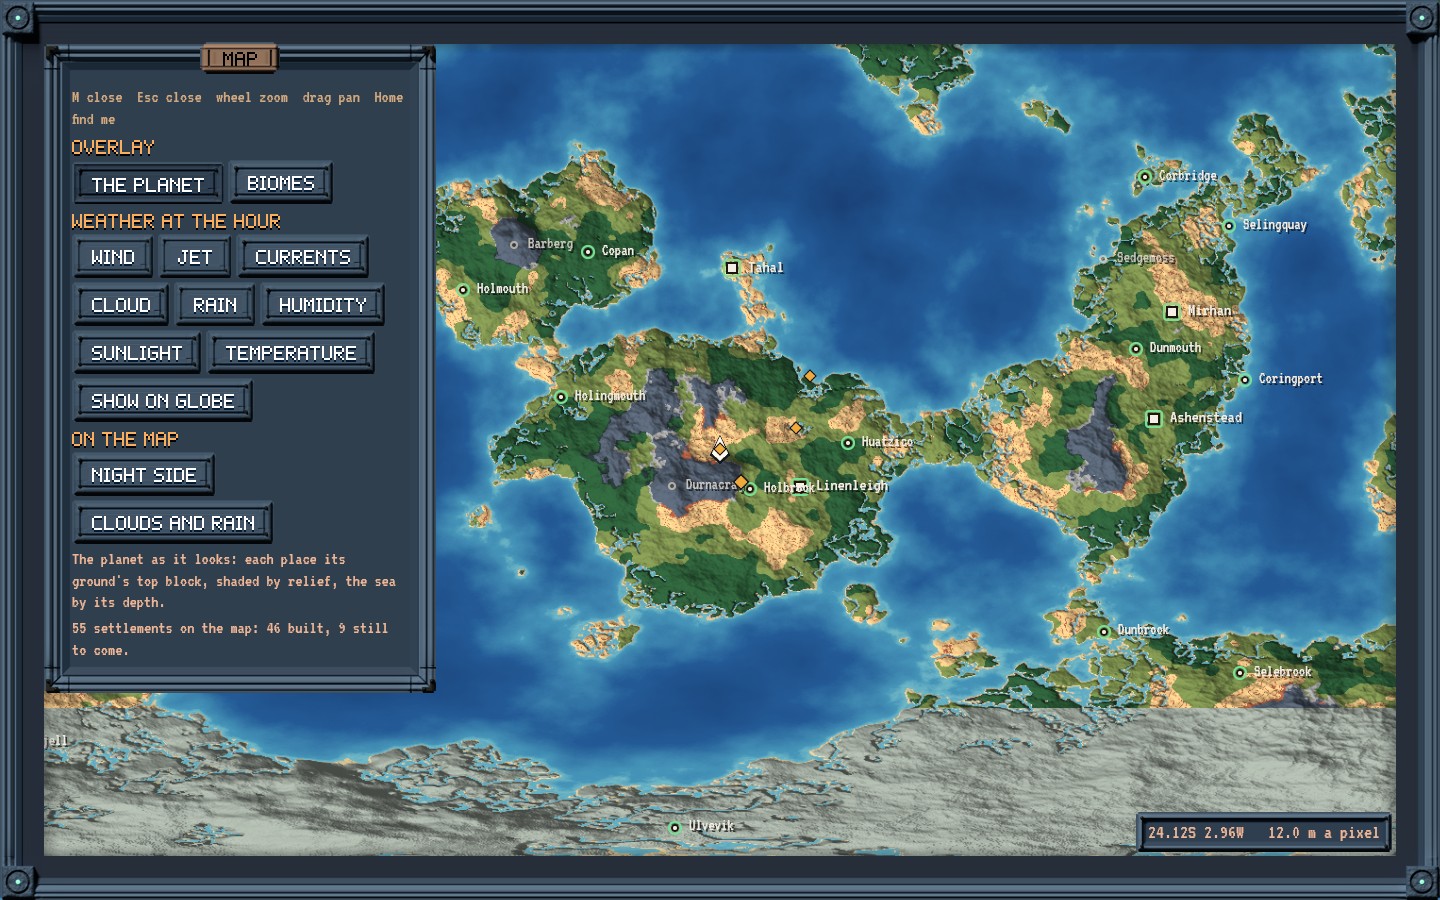 MAP
M close  Esc close  wheel zoom  drag pan  Home
find me
OVERLAY
THE PLANET
BIOMES
WEATHER AT THE HOUR
WIND
JET
CURRENTS
CLOUD
RAIN
HUMIDITY
SUNLIGHT
TEMPERATURE
SHOW ON GLOBE
ON THE MAP
NIGHT SIDE
CLOUDS AND RAIN
The planet as it looks: each place its
ground's top block, shaded by relief, the sea
by its depth.
55 settlements on the map: 46 built, 9 still
to come.
Corbridge
Selingquay
Barberg
Copan
Sedgemoss
Tahal
Holmouth
Mirhan
Dunmouth
Coringport
Holingmouth
Ashenstead
Huatzico
Holbrook
Linenleigh
Dunbrook
Selebrook
jell
Ulvevik
24.12S 2.96W   12.0 m a pixel